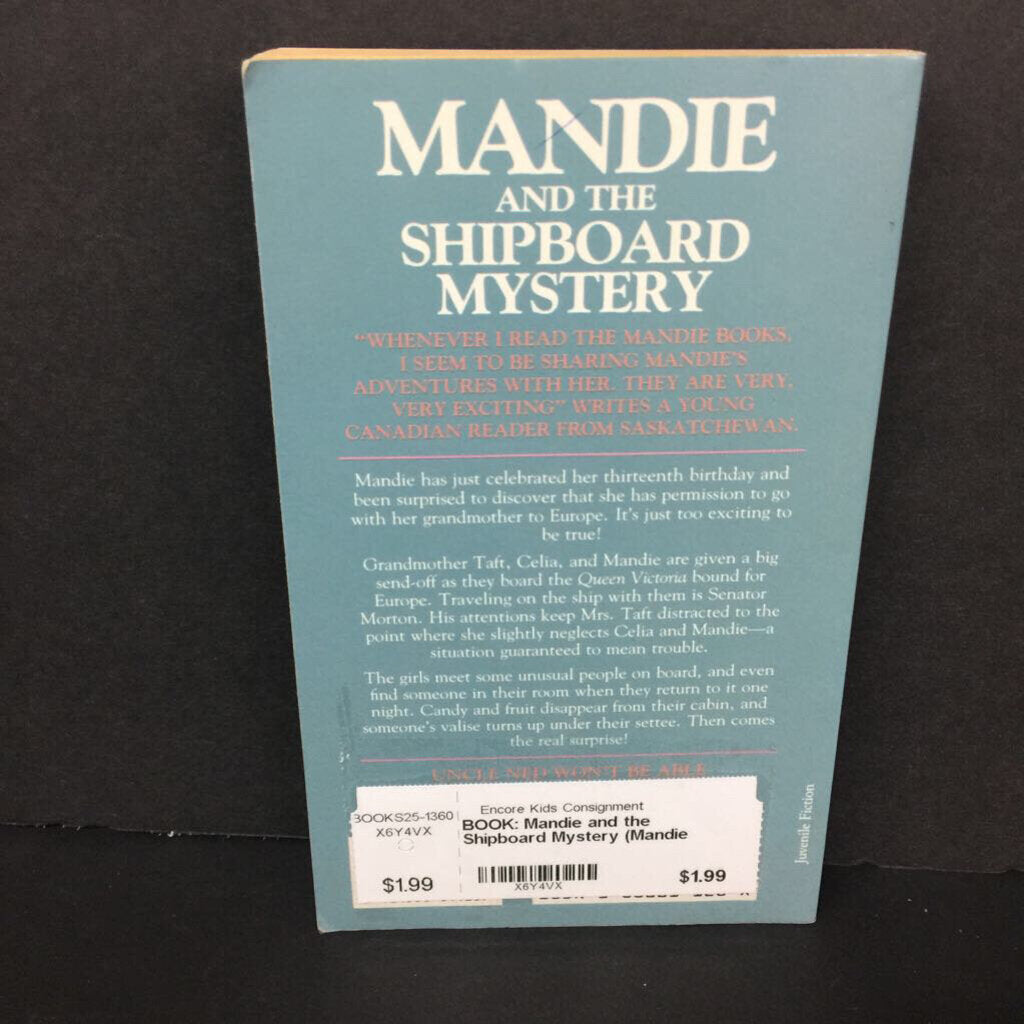 MANDIE
AND THE
SHIPBOARD
MYSTERY
"WHENEVER I READ THE MANDIE BOOKS,
I SEEM TO BE SHARING MANDIE'S
ADVENTURES WITH HER. THEY ARE VERY,
VERY EXCITING" WRITES A YOUNG
CANADIAN READER FROM SASKATCHEWAN.
Mandie has just celebrated her thirteenth birthday and
been surprised to discover that she has permission to go
with her grandmother to Europe. It's just too exciting to
be true!
Grandmother Taft, Celia, and Mandie are given a big
send-off as they board the Queen Victoria bound for
Europe. Traveling on the ship with them is Senator
Morton. His attentions keep Mrs. Taft distracted to the
point where she slightly neglects Celia and Mandie—a
situation guaranteed to mean trouble.
The girls meet some unusual people on board, and even
find someone in their room when they return to it one
night. Candy and fruit disappear from their cabin, and
someone's valise turns up under their settee. Then comes
the real surprise!
UNCLE NED WON'T BE ABLE
BOOKS25-1360
X6Y4VX
$1.99
Encore Kids Consignment
BOOK: Mandie and the
Shipboard Mystery (Mandie
X6Y4VX
$1.99
Juvenile Fiction